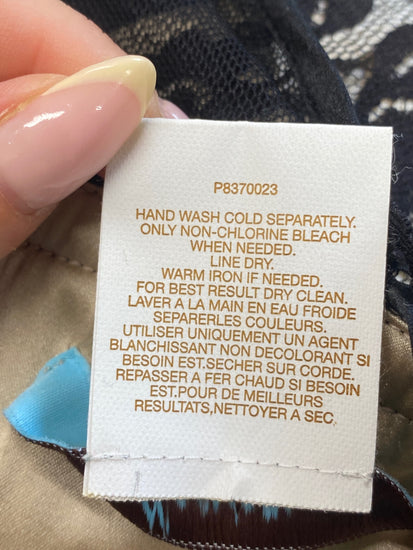 P8370023
HAND WASH COLD SEPARATELY.
ONLY NON-CHLORINE BLEACH
WHEN NEEDED.
LINE DRY.
WARM IRON IF NEEDED.
FOR BEST RESULT DRY CLEAN.
LAVER A LA MAIN EN EAU FROIDE
SEPARERLES COULEURS.
UTILISER UNIQUEMENT UN AGENT
BLANCHISSANT NON DECOLORANT SI
BESOIN EST.SECHER SUR CORDE.
REPASSER A FER CHAUD SI BESOIN
EST.POUR DE MEILLEURS
RESULTATS,NETTOYER A SEC.